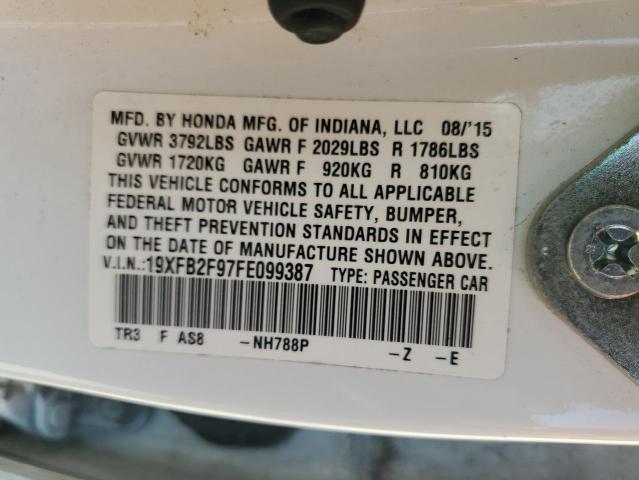 MFD. BY HONDA MFG. OF INDIANA, LLC 08/'15
GVWR 3792LBS GAWR F 2029LBS R 1786LBS
GVWR 1720KG GAWR F 920KG R 810KG
THIS VEHICLE CONFORMS TO ALL APPLICABLE
FEDERAL MOTOR VEHICLE SAFETY, BUMPER,
AND THEFT PREVENTION STANDARDS IN EFFECT
ON THE DATE OF MANUFACTURE SHOWN ABOVE.
V.I.N.:19XFB2F97FE099387 TYPE: PASSENGER CAR
TR3 F AS8 -NH788P -Z -E